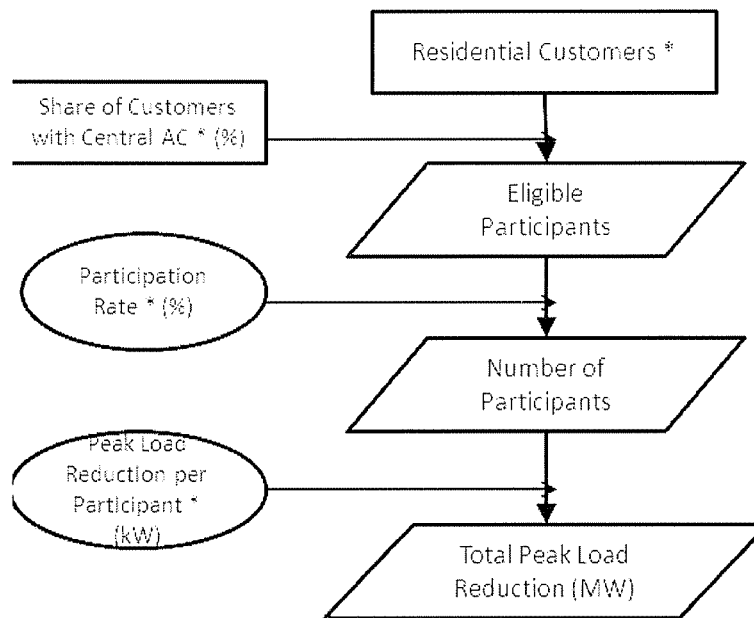 Residential Customers *
Share of Customers
with Central AC * (%)
Eligible
Participants
Participation
Rate * (%)
Number of
Participants
Peak Load
Reduction per
Participant *
(kW)
Total Peak Load
Reduction (MW)